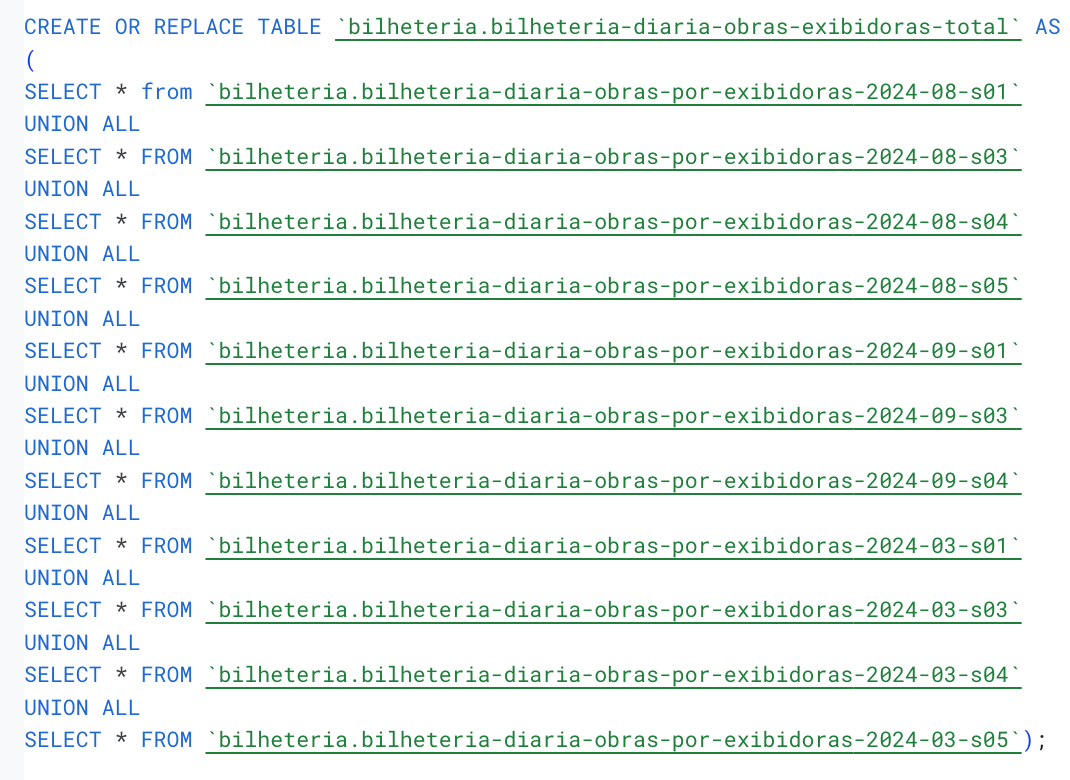 CREATE OR REPLACE TABLE `bilheteria.bilheteria-diaria-obras-exibidoras-total` AS
(
SELECT * from `bilheteria.bilheteria-diaria-obras-por-exibidoras-2024-08-s01`
UNION ALL
SELECT * FROM `bilheteria.bilheteria-diaria-obras-por-exibidoras-2024-08-s03`
UNION ALL
SELECT * FROM `bilheteria.bilheteria-diaria-obras-por-exibidoras-2024-08-s04`
UNION ALL
SELECT * FROM `bilheteria.bilheteria-diaria-obras-por-exibidoras-2024-08-s05`
UNION ALL
SELECT * FROM `bilheteria.bilheteria-diaria-obras-por-exibidoras-2024-09-s01`
UNION ALL
SELECT * FROM `bilheteria.bilheteria-diaria-obras-por-exibidoras-2024-09-s03`
UNION ALL
SELECT * FROM `bilheteria.bilheteria-diaria-obras-por-exibidoras-2024-09-s04`
UNION ALL
SELECT * FROM `bilheteria.bilheteria-diaria-obras-por-exibidoras-2024-03-s01`
UNION ALL
SELECT * FROM `bilheteria.bilheteria-diaria-obras-por-exibidoras-2024-03-s03`
UNION ALL
SELECT * FROM `bilheteria.bilheteria-diaria-obras-por-exibidoras-2024-03-s04`
UNION ALL
SELECT * FROM `bilheteria.bilheteria-diaria-obras-por-exibidoras-2024-03-s05`);